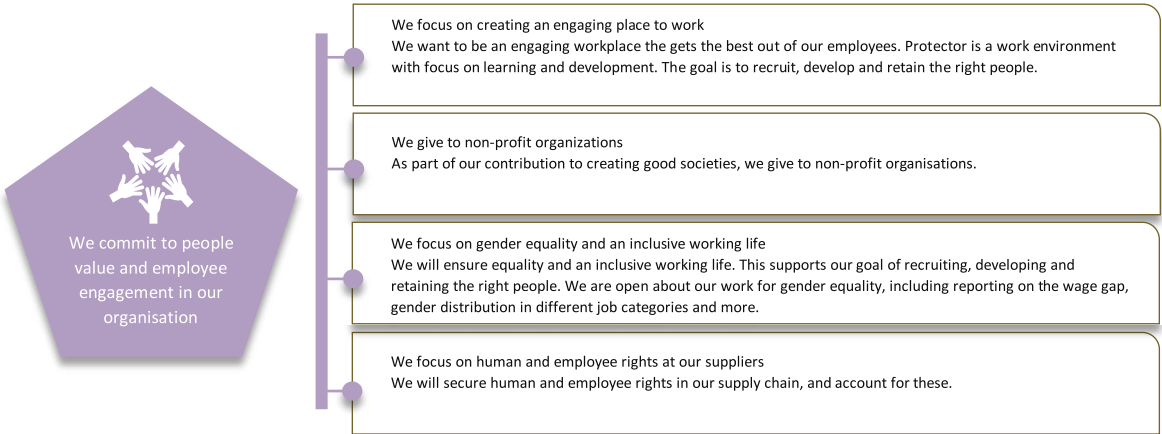 We commit to people
value and employee
engagement in our
organisation
We focus on creating an engaging place to work
We want to be an engaging workplace the gets the best out of our employees. Protector is a work environment
with focus on learning and development. The goal is to recruit, develop and retain the right people.
We give to non-profit organizations
As part of our contribution to creating good societies, we give to non-profit organisations.
We focus on gender equality and an inclusive working life
We will ensure equality and an inclusive working life. This supports our goal of recruiting, developing and
retaining the right people. We are open about our work for gender equality, including reporting on the wage gap,
gender distribution in different job categories and more.
We focus on human and employee rights at our suppliers
We will secure human and employee rights in our supply chain, and account for these.